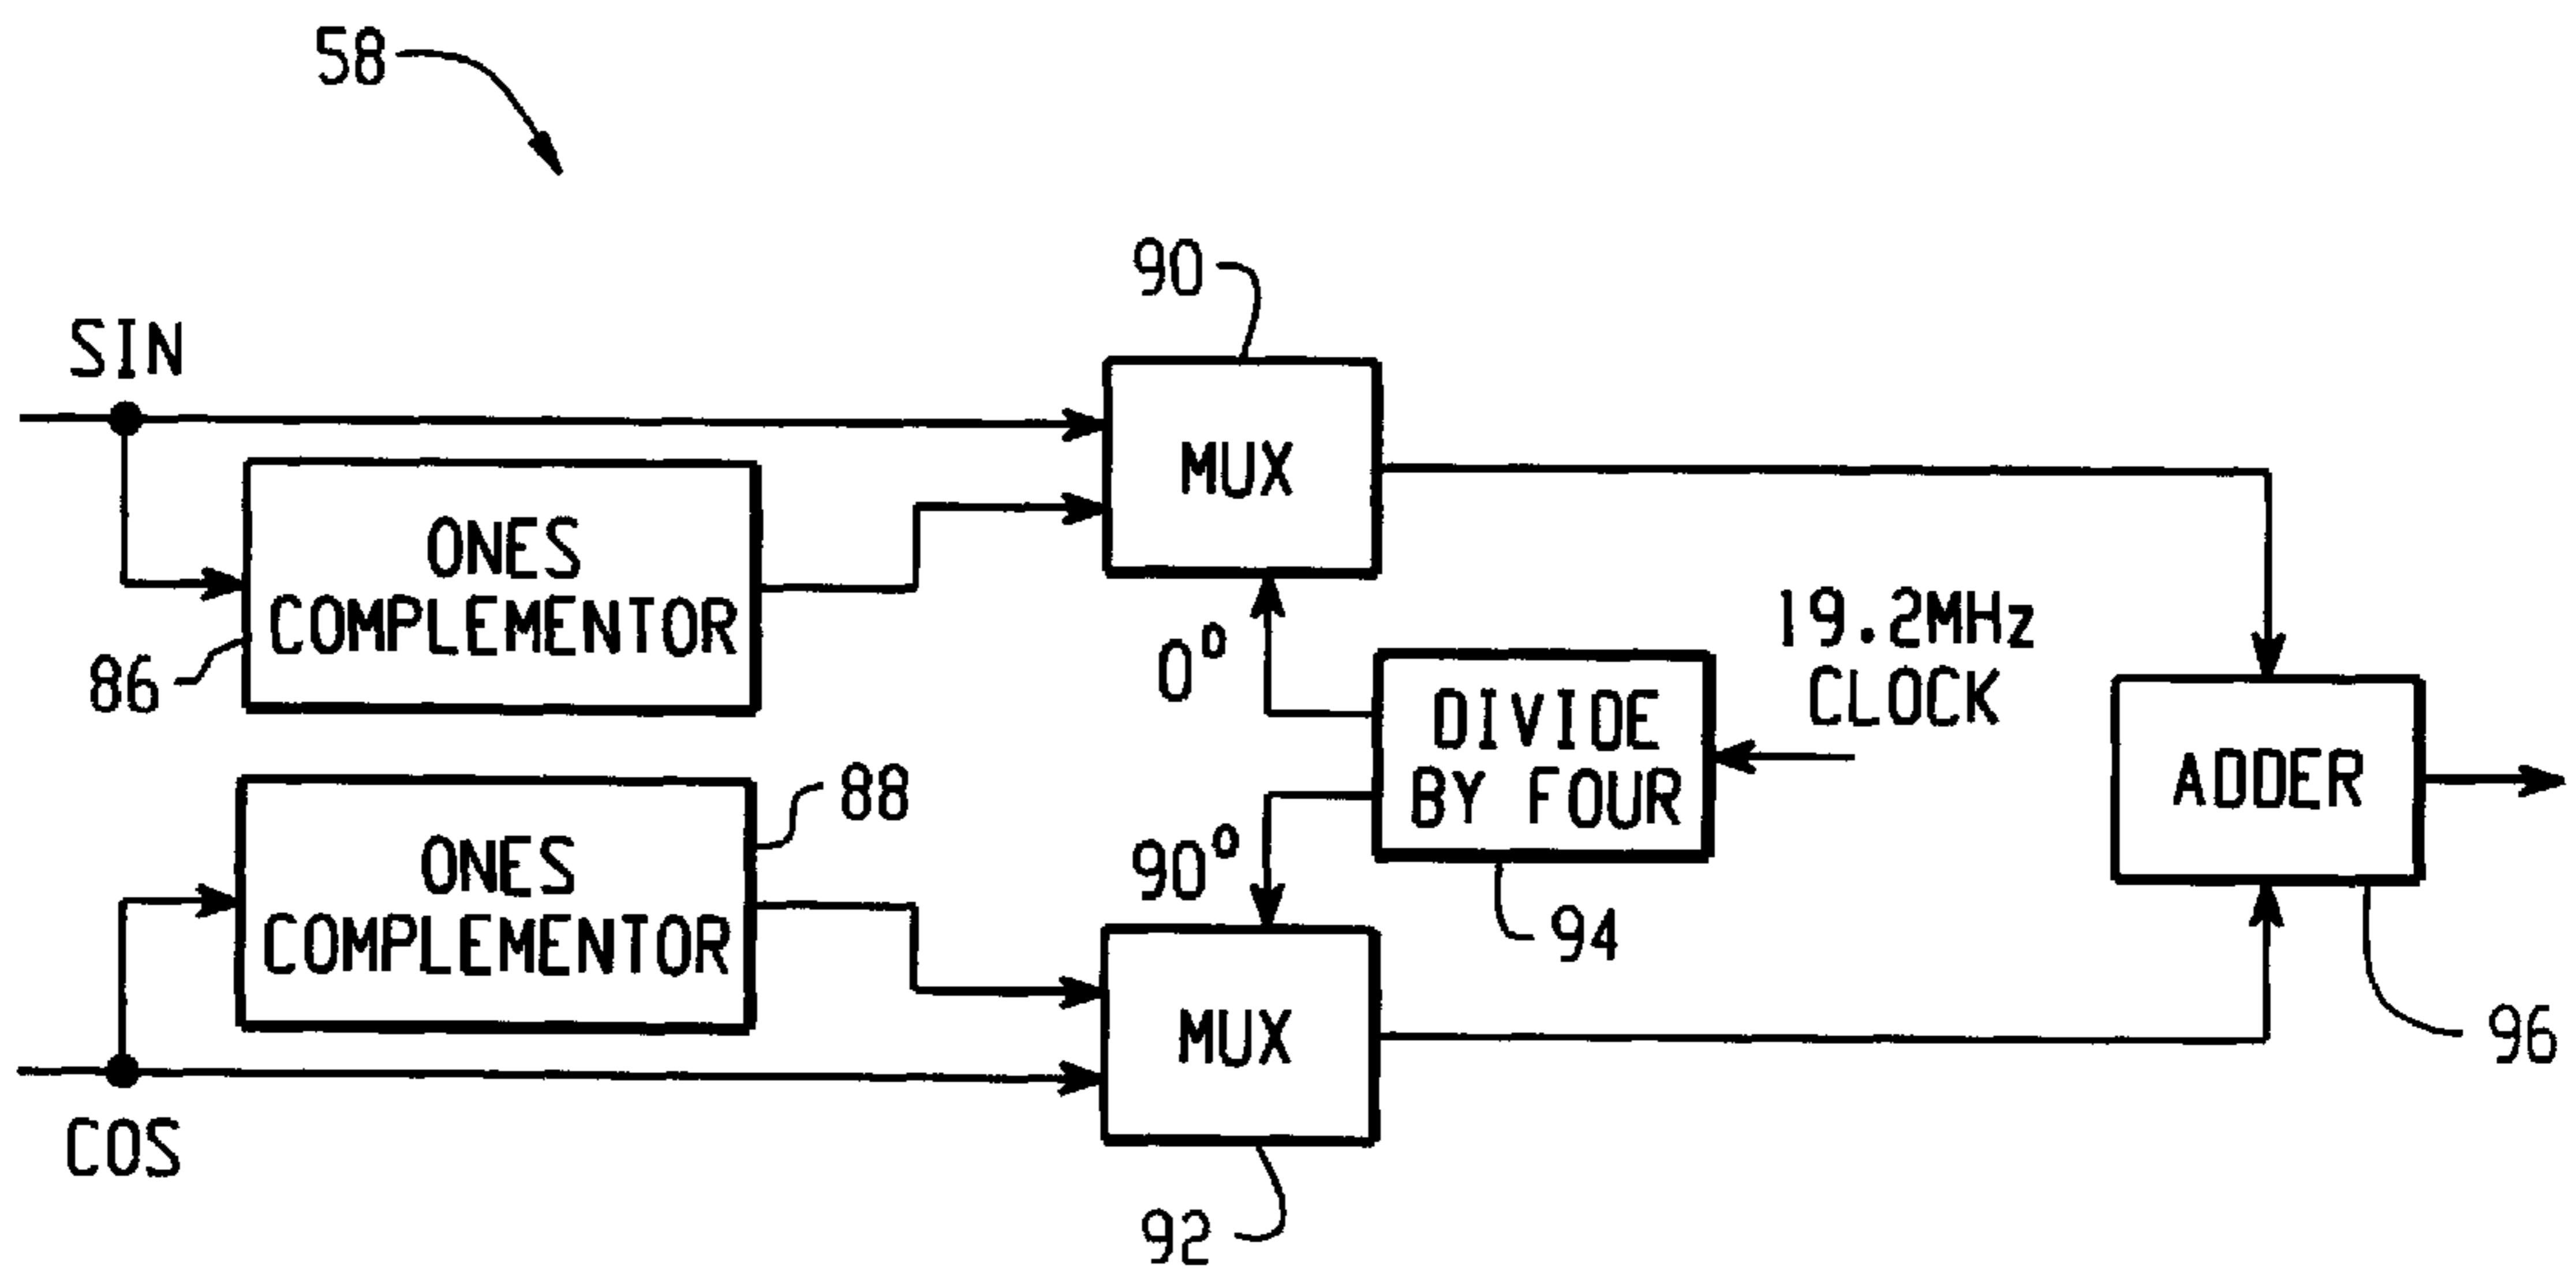 58
90
SIN
MUX
ONES
COMPLEMENTOR
86
0°
19.2MHz
CLOCK
DIVIDE
BY FOUR
ADDER
88
ONES
COMPLEMENTOR
90°
94
MUX
96
COS
92